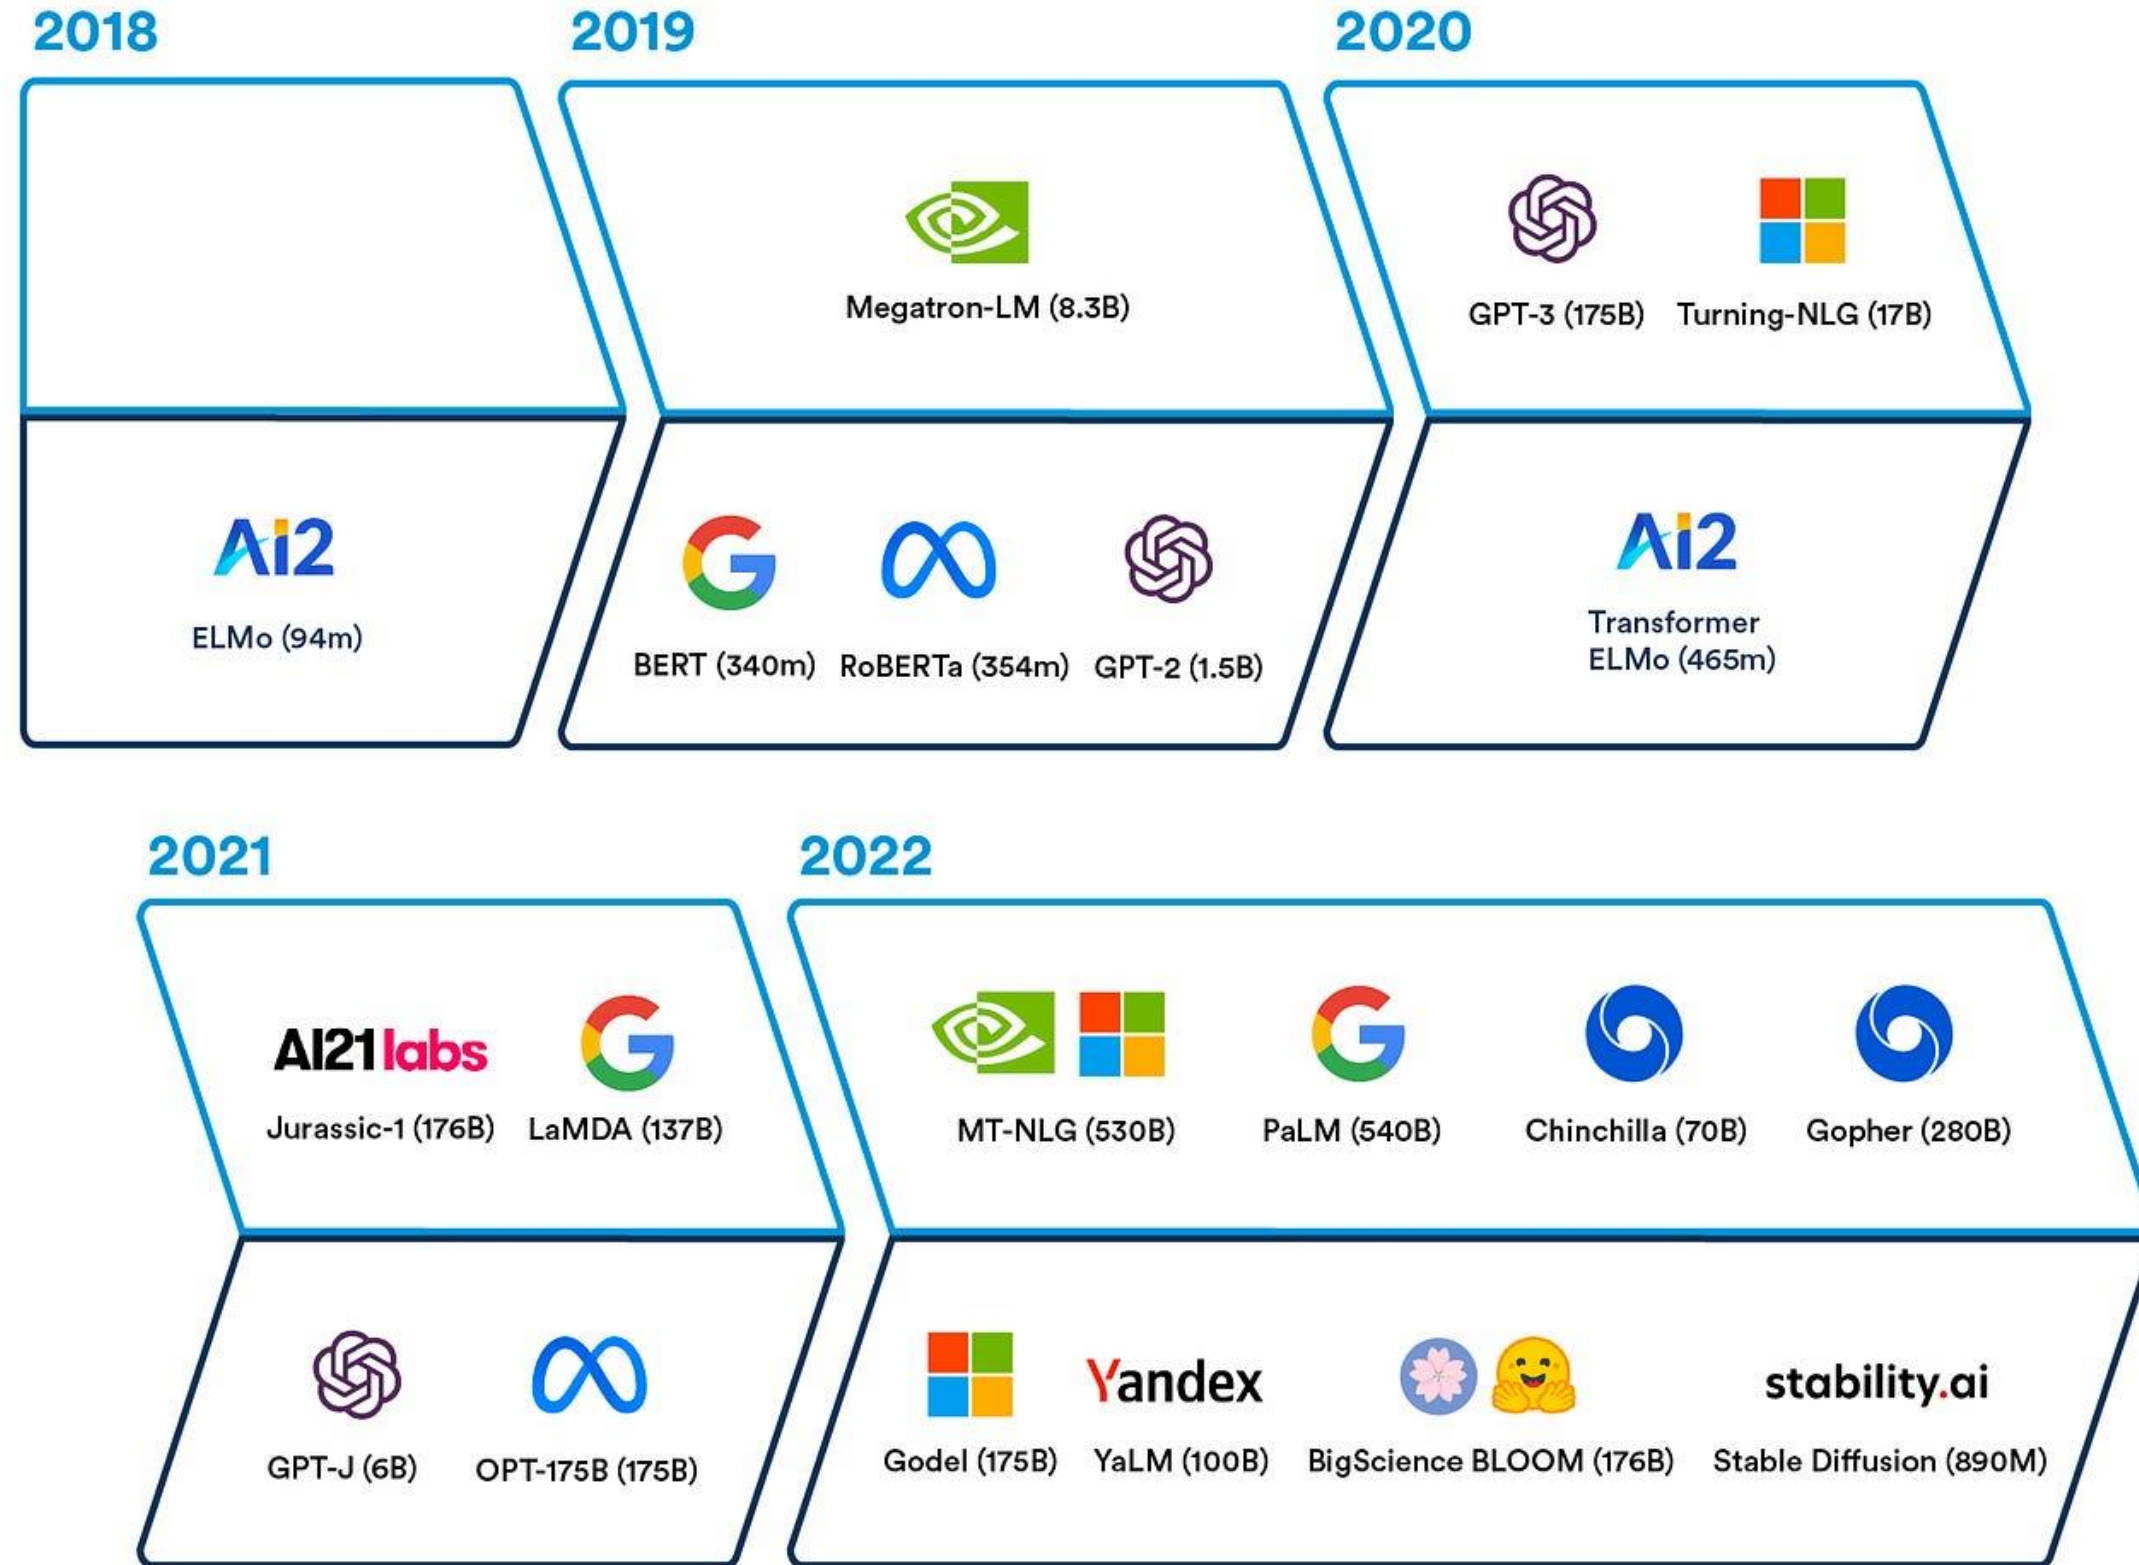 2018
2019
2020
Megatron-LM (8.3B)
GPT-3 (175B)
Turning-NLG (17B)
Ai2
ELMo (94m)
BERT (340m)
RoBERTa (354m)
GPT-2 (1.5B)
Ai2
Transformer
ELMo (465m)
2021
2022
AI21labs
Jurassic-1 (176B)
LaMDA (137B)
MT-NLG (530B)
PaLM (540B)
Chinchilla (70B)
Gopher (280B)
GPT-J (6B)
OPT-175B (175B)
Godel (175B)
Yandex
YaLM (100B)
BigScience BLOOM (176B)
stability.ai
Stable Diffusion (890M)